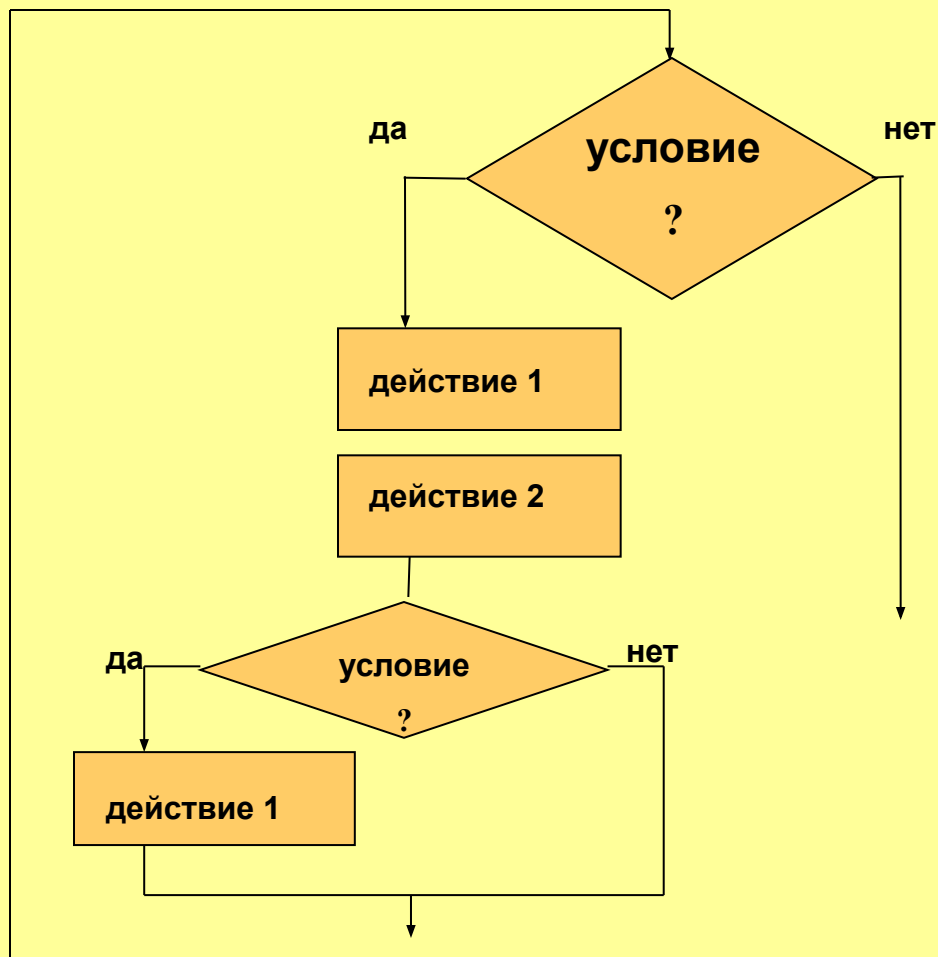 да
условие
нет
?
действие 1
действие 2
да
условие
нет
?
действие 1